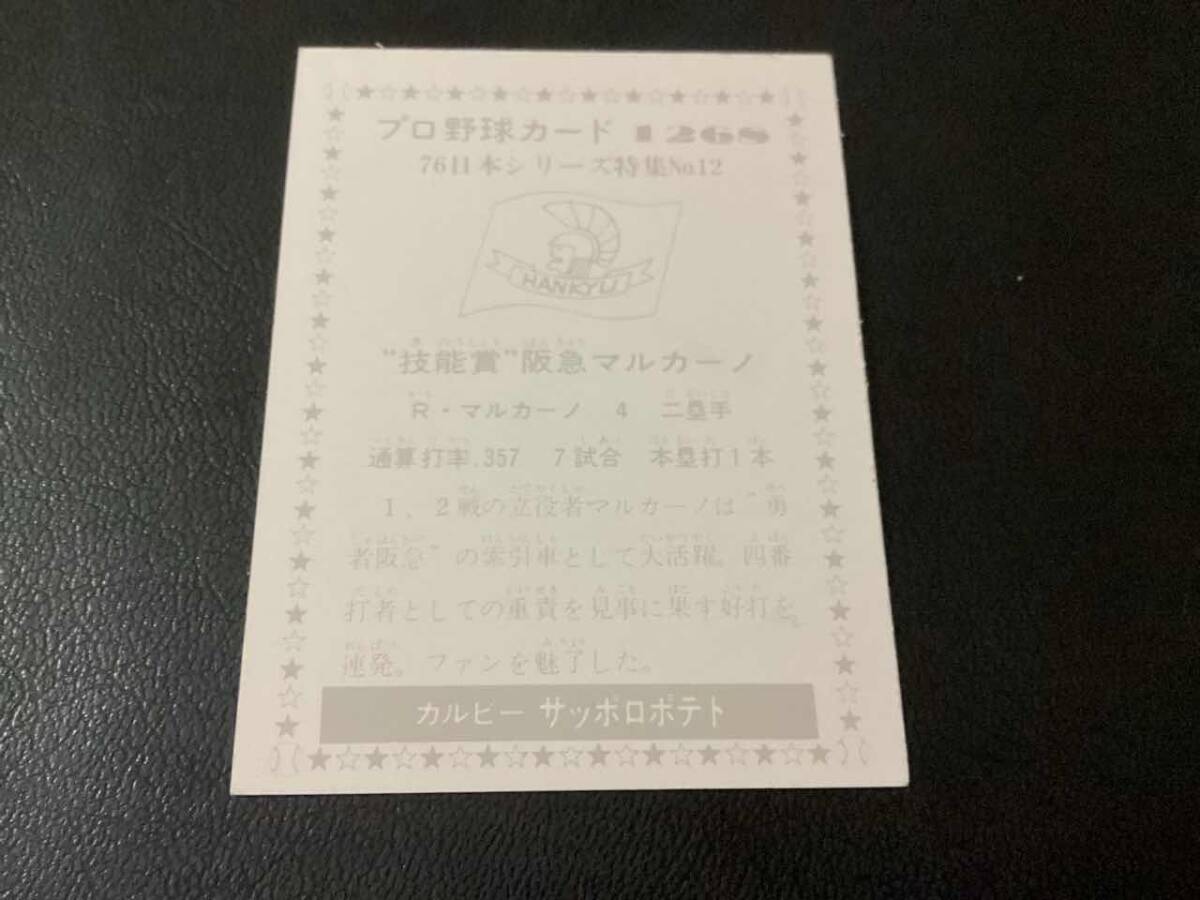 プロ野球カード 1268
76日本シリーズ特集No.12
HANKYU
"技能賞"阪急マルカーノ
R・マルカーノ 4 二塁手
通算打率.357 7試合 本塁打1本
1、2戦の立役者マルカーノは"勇
者阪急"の索引車として大活躍。四番
打者としての重責を見事に果す好打を
連発。ファンを魅了した。
カルビー サッポロポテト